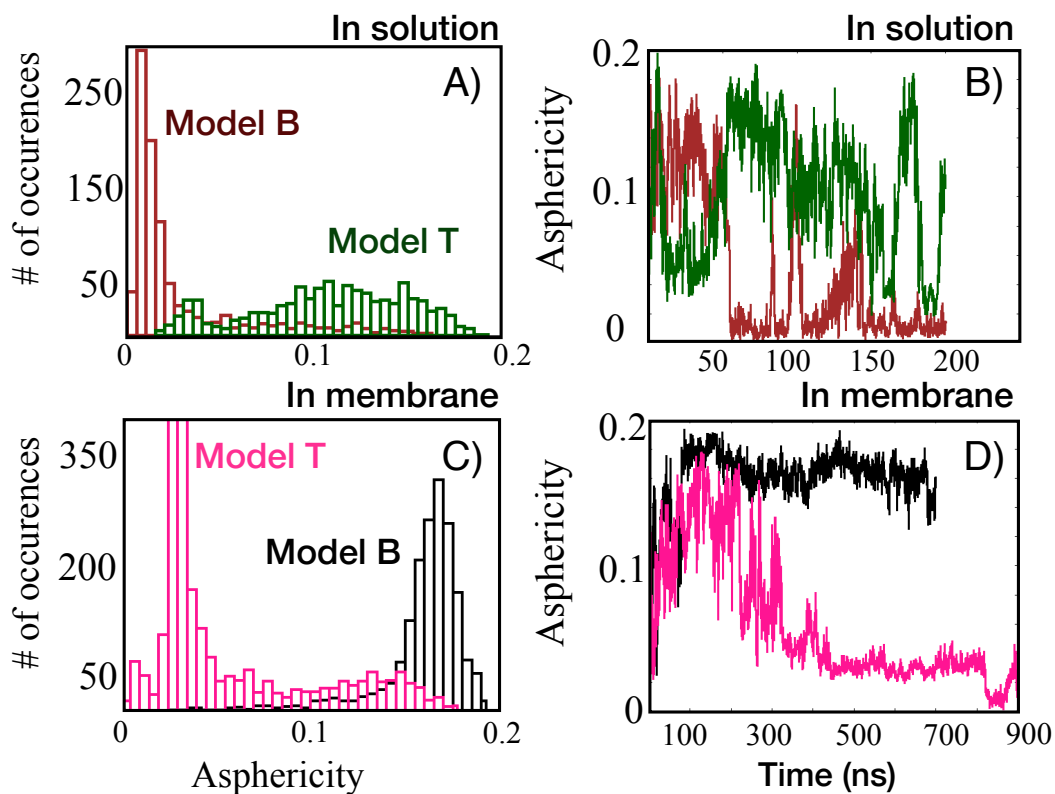 In solution
A)
# of occurences
250
150
50
Model B
Model T
0
0.1
0.2
In solution
B)
Asphericity
0.2
0.1
0
50
100
150
200
In membrane
C)
# of occurences
350
200
50
Model T
Model B
0
0.1
0.2
Asphericity
In membrane
D)
Asphericity
0.2
0.1
0
100
300
500
700
900
Time (ns)